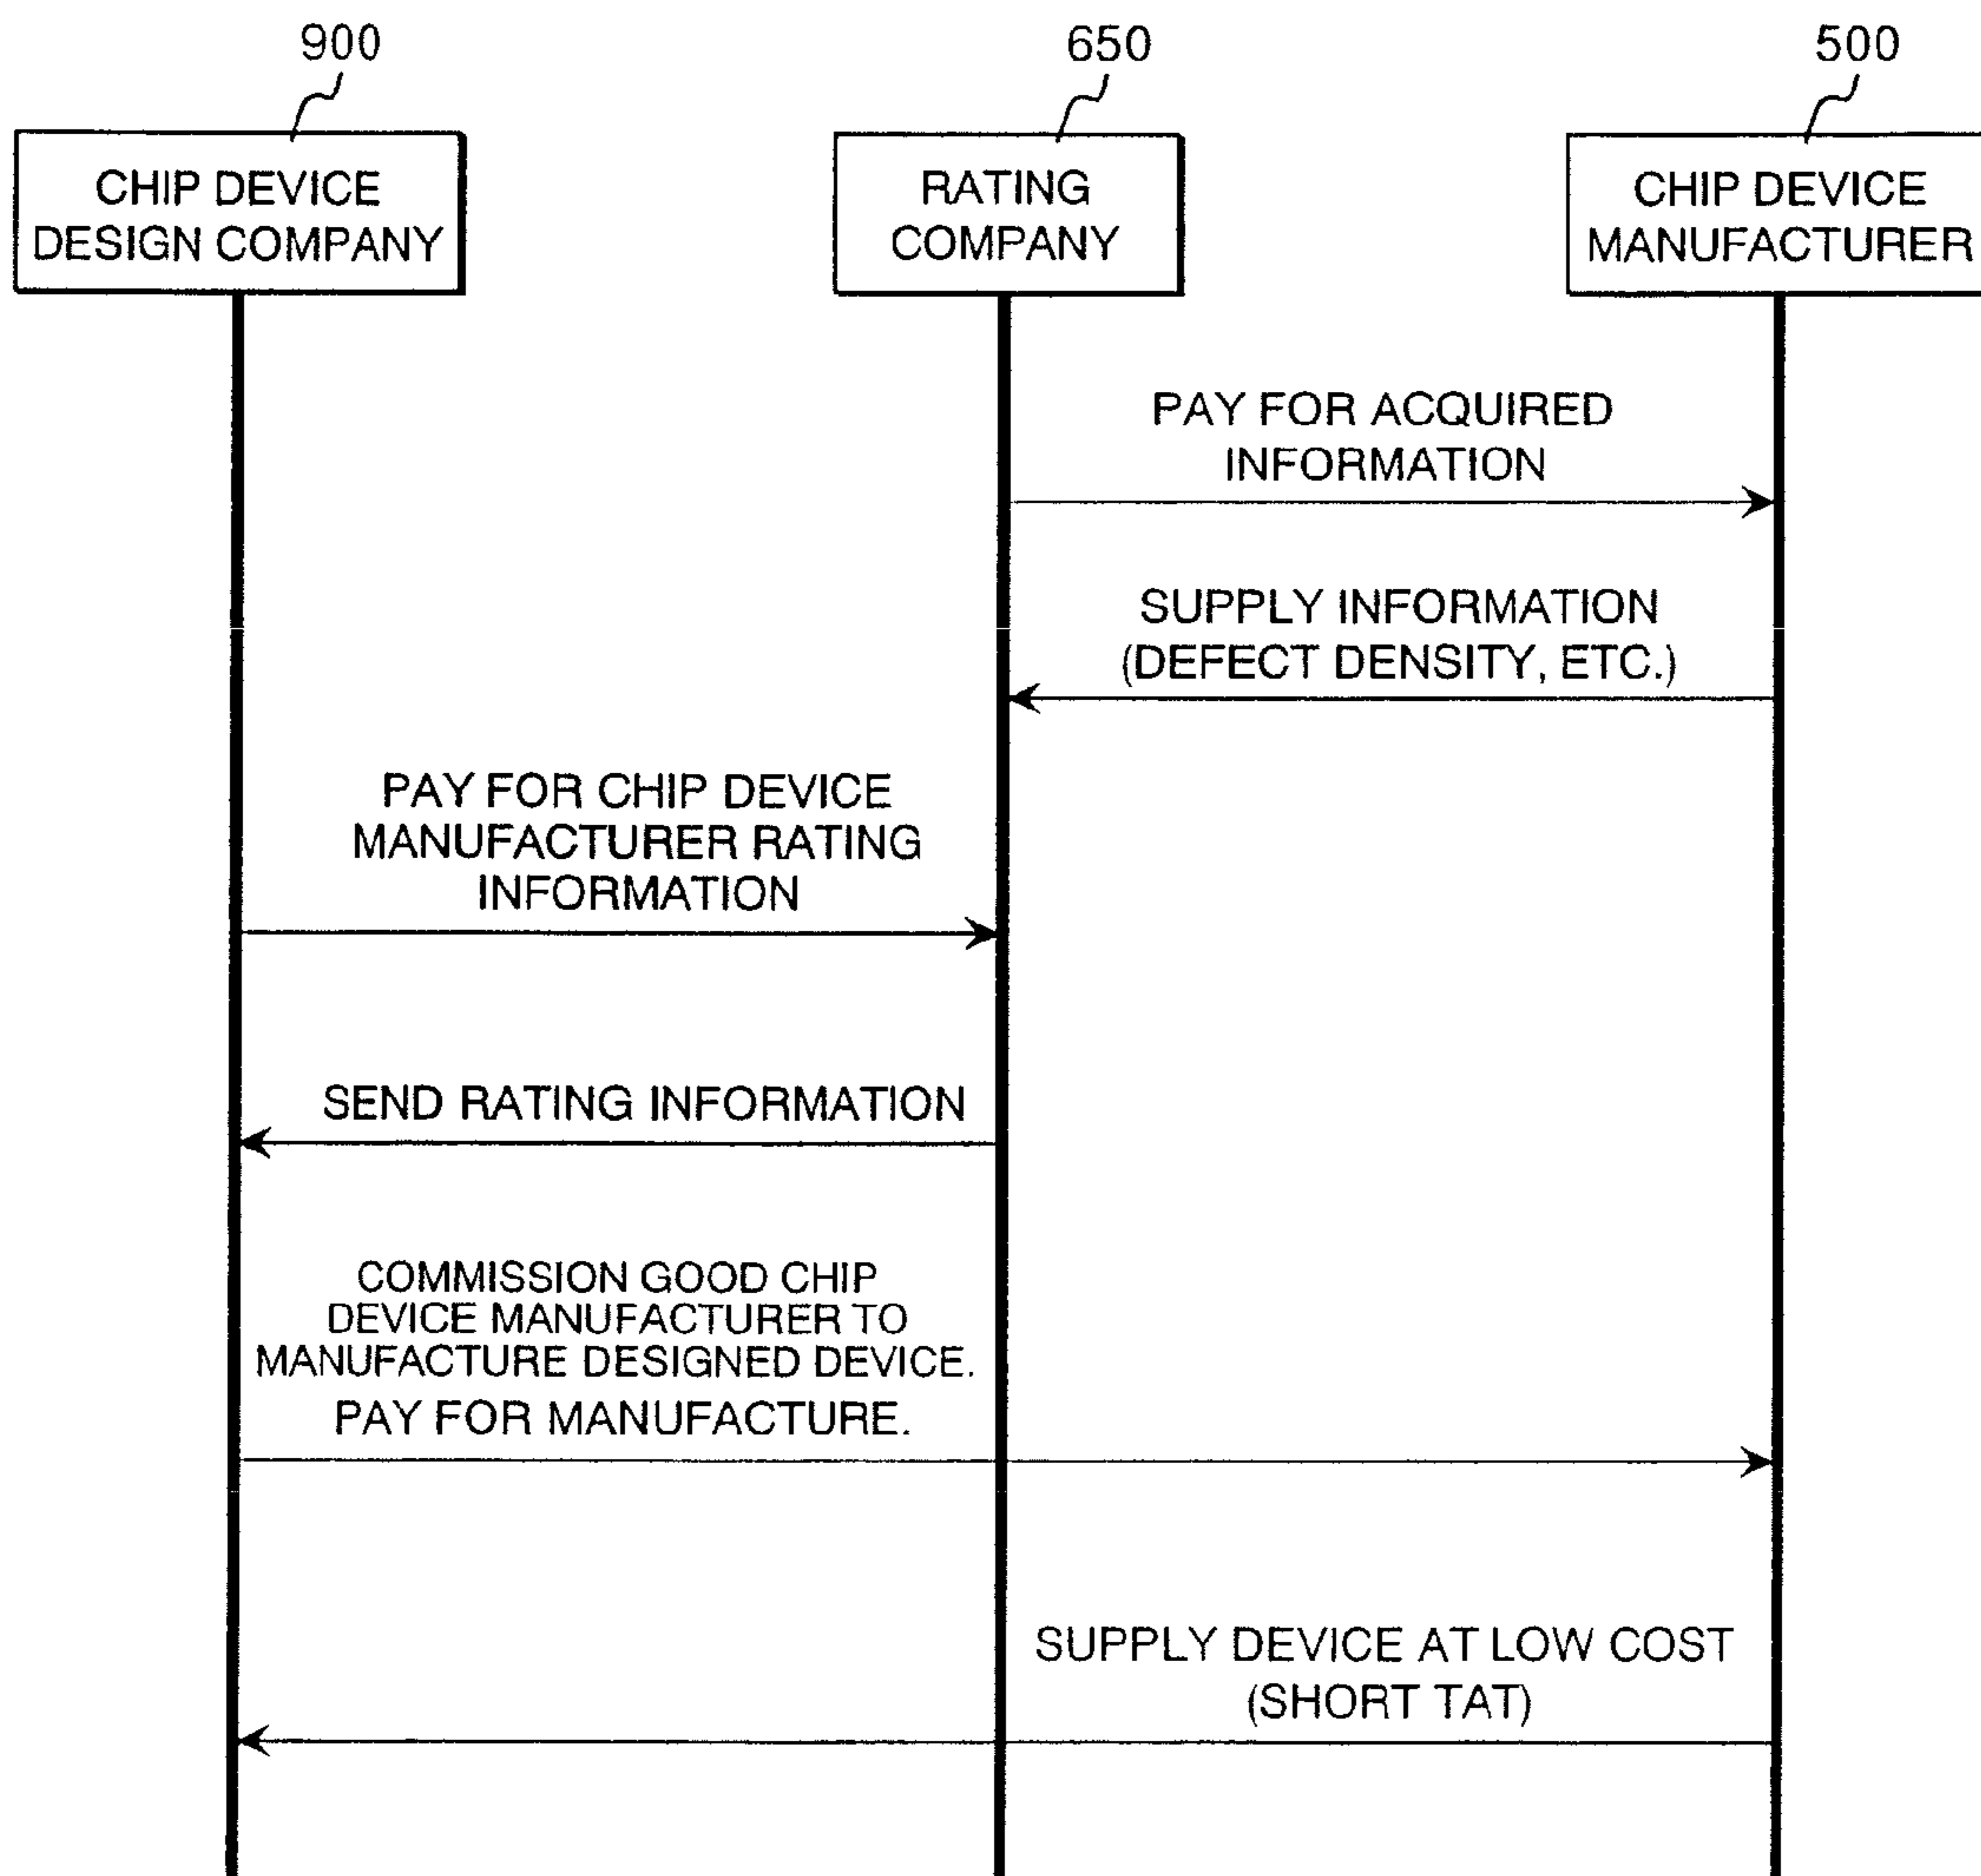 900
650
500
CHIP DEVICE
DESIGN COMPANY
RATING
COMPANY
CHIP DEVICE
MANUFACTURER
PAY FOR ACQUIRED
INFORMATION
SUPPLY INFORMATION
(DEFECT DENSITY, ETC.)
PAY FOR CHIP DEVICE
MANUFACTURER RATING
INFORMATION
SEND RATING INFORMATION
COMMISSION GOOD CHIP
DEVICE MANUFACTURER TO
MANUFACTURE DESIGNED DEVICE.
PAY FOR MANUFACTURE.
SUPPLY DEVICE AT LOW COST
(SHORT TAT)